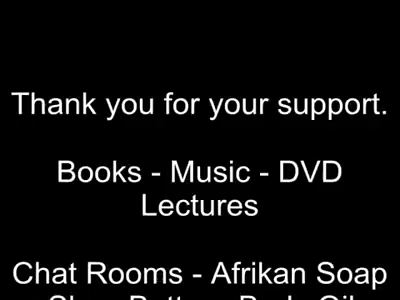 Thank you for your support.
Books - Music - DVD
Lectures
Chat Rooms - Afrikan Soap